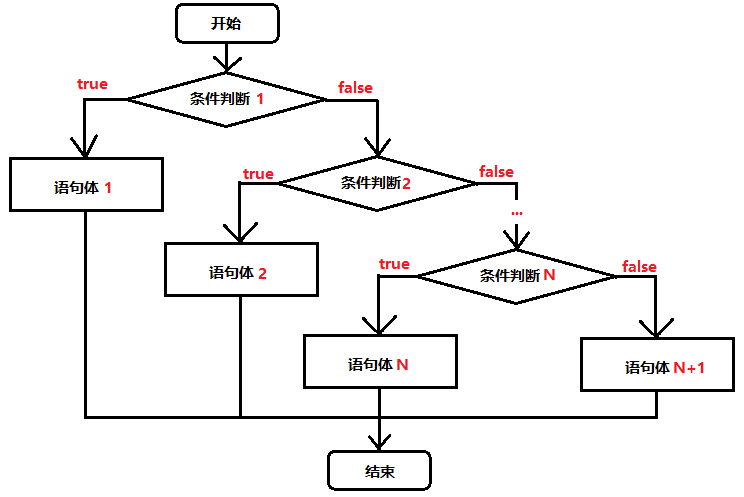 开始
true
条件判断 1
false
语句体 1
true
条件判断2
false
...
语句体 2
true
条件判断 N
false
语句体 N
语句体 N+1
结束